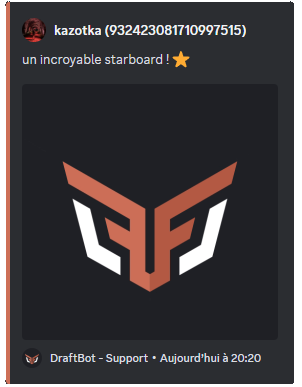 kazotka (932423081710997515)
un incroyable starboard ! ⭐
DraftBot - Support • Aujourd'hui à 20:20